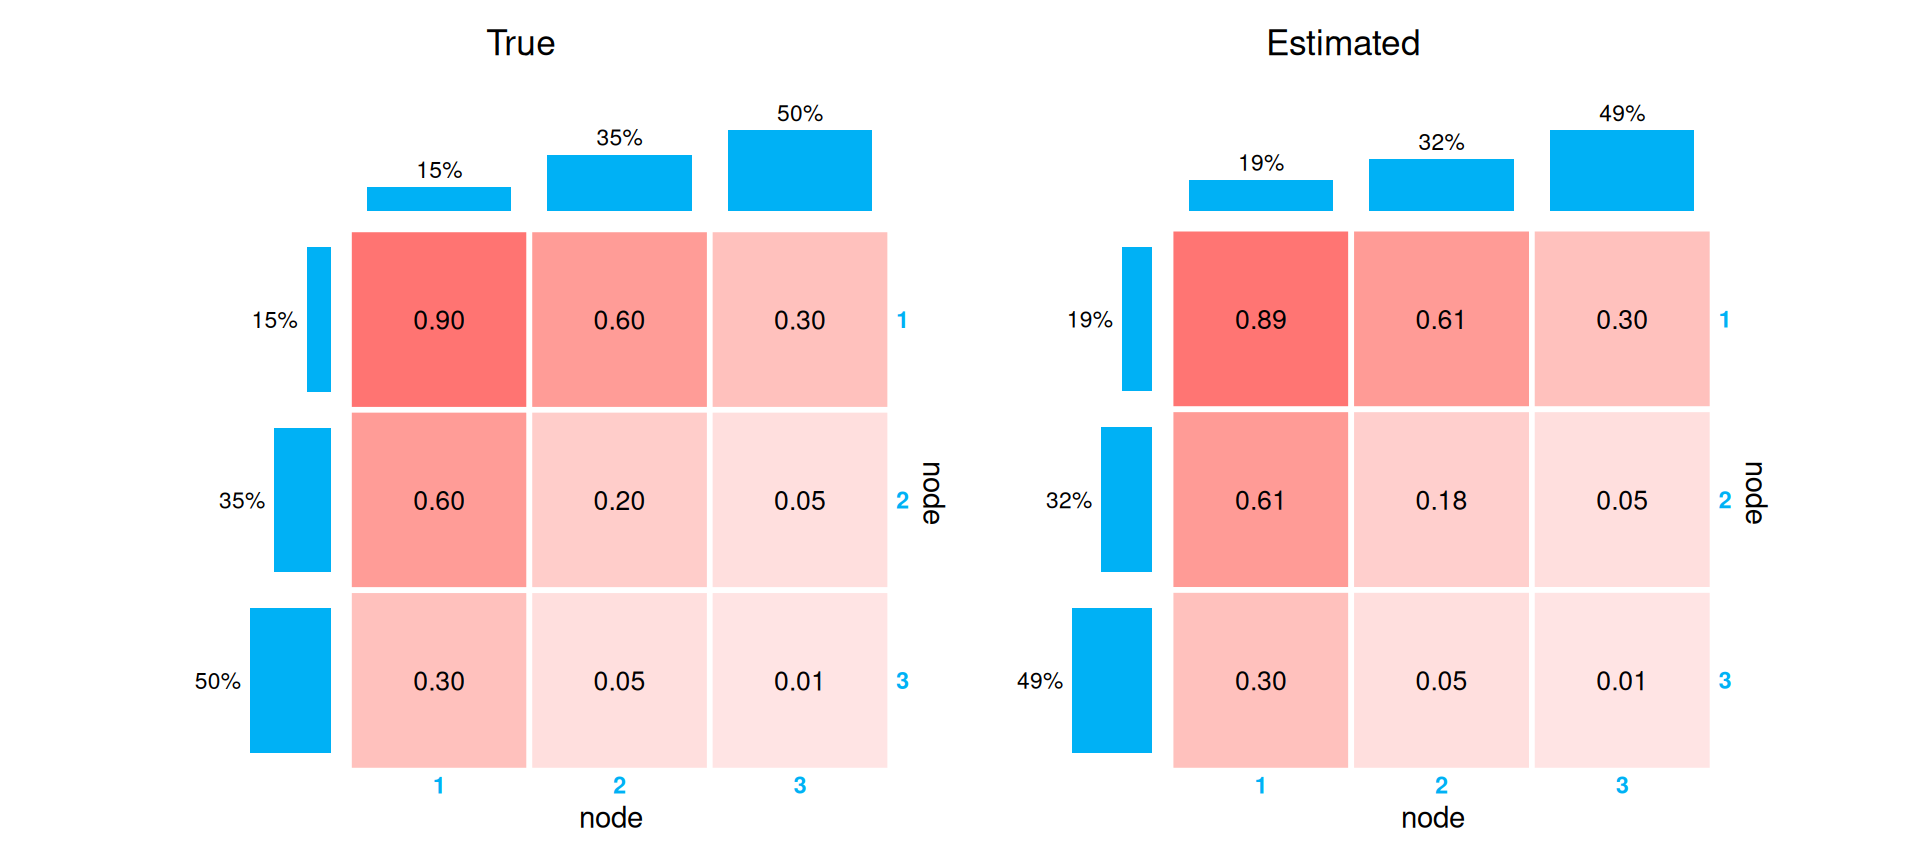 True
50%
35%
15%
15% 0.90 0.60 0.30 1
35% 0.60 0.20 0.05 2
node
50% 0.30 0.05 0.01 3
1 2 3
node
Estimated
49%
32%
19%
19% 0.89 0.61 0.30 1
32% 0.61 0.18 0.05 2
node
49% 0.30 0.05 0.01 3
1 2 3
node